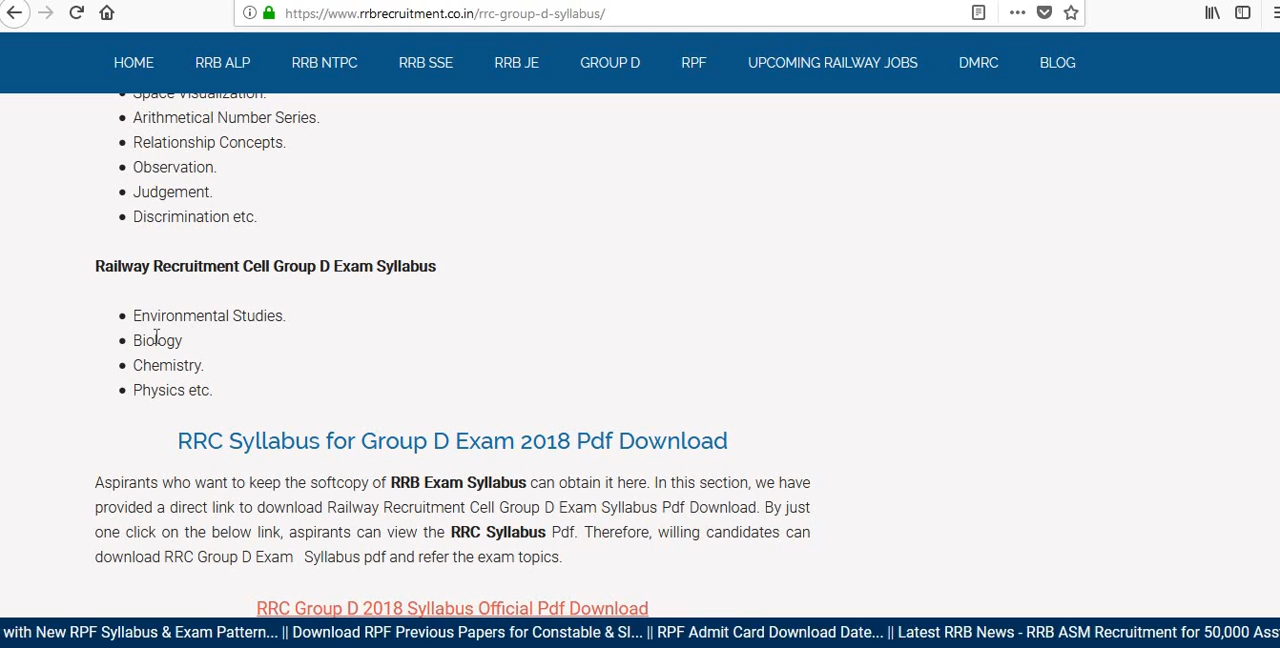 https://www.rrbrecruitment.co.in/rrc-group-d-syllabus/
HOME RRB ALP RRB NTPC RRB SSE RRB JE GROUP D RPF UPCOMING RAILWAY JOBS DMRC BLOG
Space Visualization.
Arithmetical Number Series.
Relationship Concepts.
Observation.
Judgement.
Discrimination etc.
Railway Recruitment Cell Group D Exam Syllabus
Environmental Studies.
Biology
Chemistry.
Physics etc.
RRC Syllabus for Group D Exam 2018 Pdf Download
Aspirants who want to keep the softcopy of RRB Exam Syllabus can obtain it here. In this section, we have
provided a direct link to download Railway Recruitment Cell Group D Exam Syllabus Pdf Download. By just
one click on the below link, aspirants can view the RRC Syllabus Pdf. Therefore, willing candidates can
download RRC Group D Exam Syllabus pdf and refer the exam topics.
RRC Group D 2018 Syllabus Official Pdf Download
with New RPF Syllabus & Exam Pattern... || Download RPF Previous Papers for Constable & SI... || RPF Admit Card Download Date... || Latest RRB News - RRB ASM Recruitment for 50,000 Ass